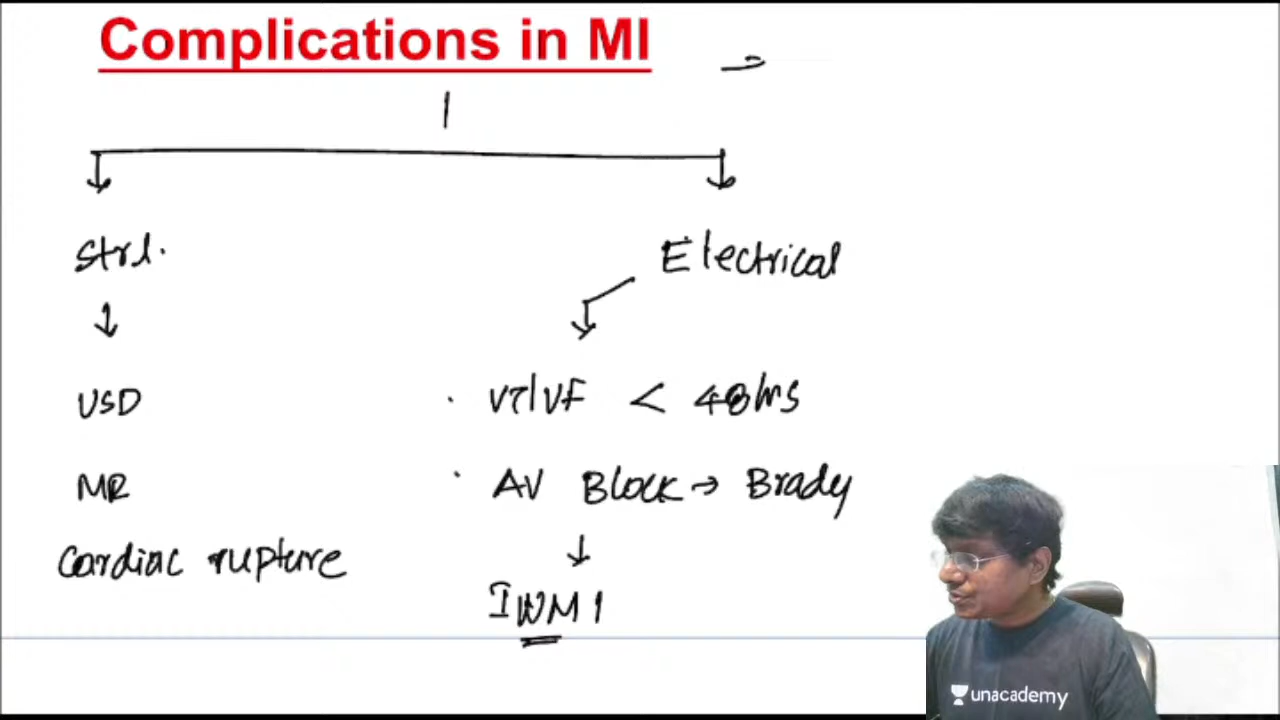 Complications in MI
Strl.
Electrical
VSD
VT/VF < 48hrs
MR
AV Block → Brady
Cardiac rupture
IWMI
unacademy